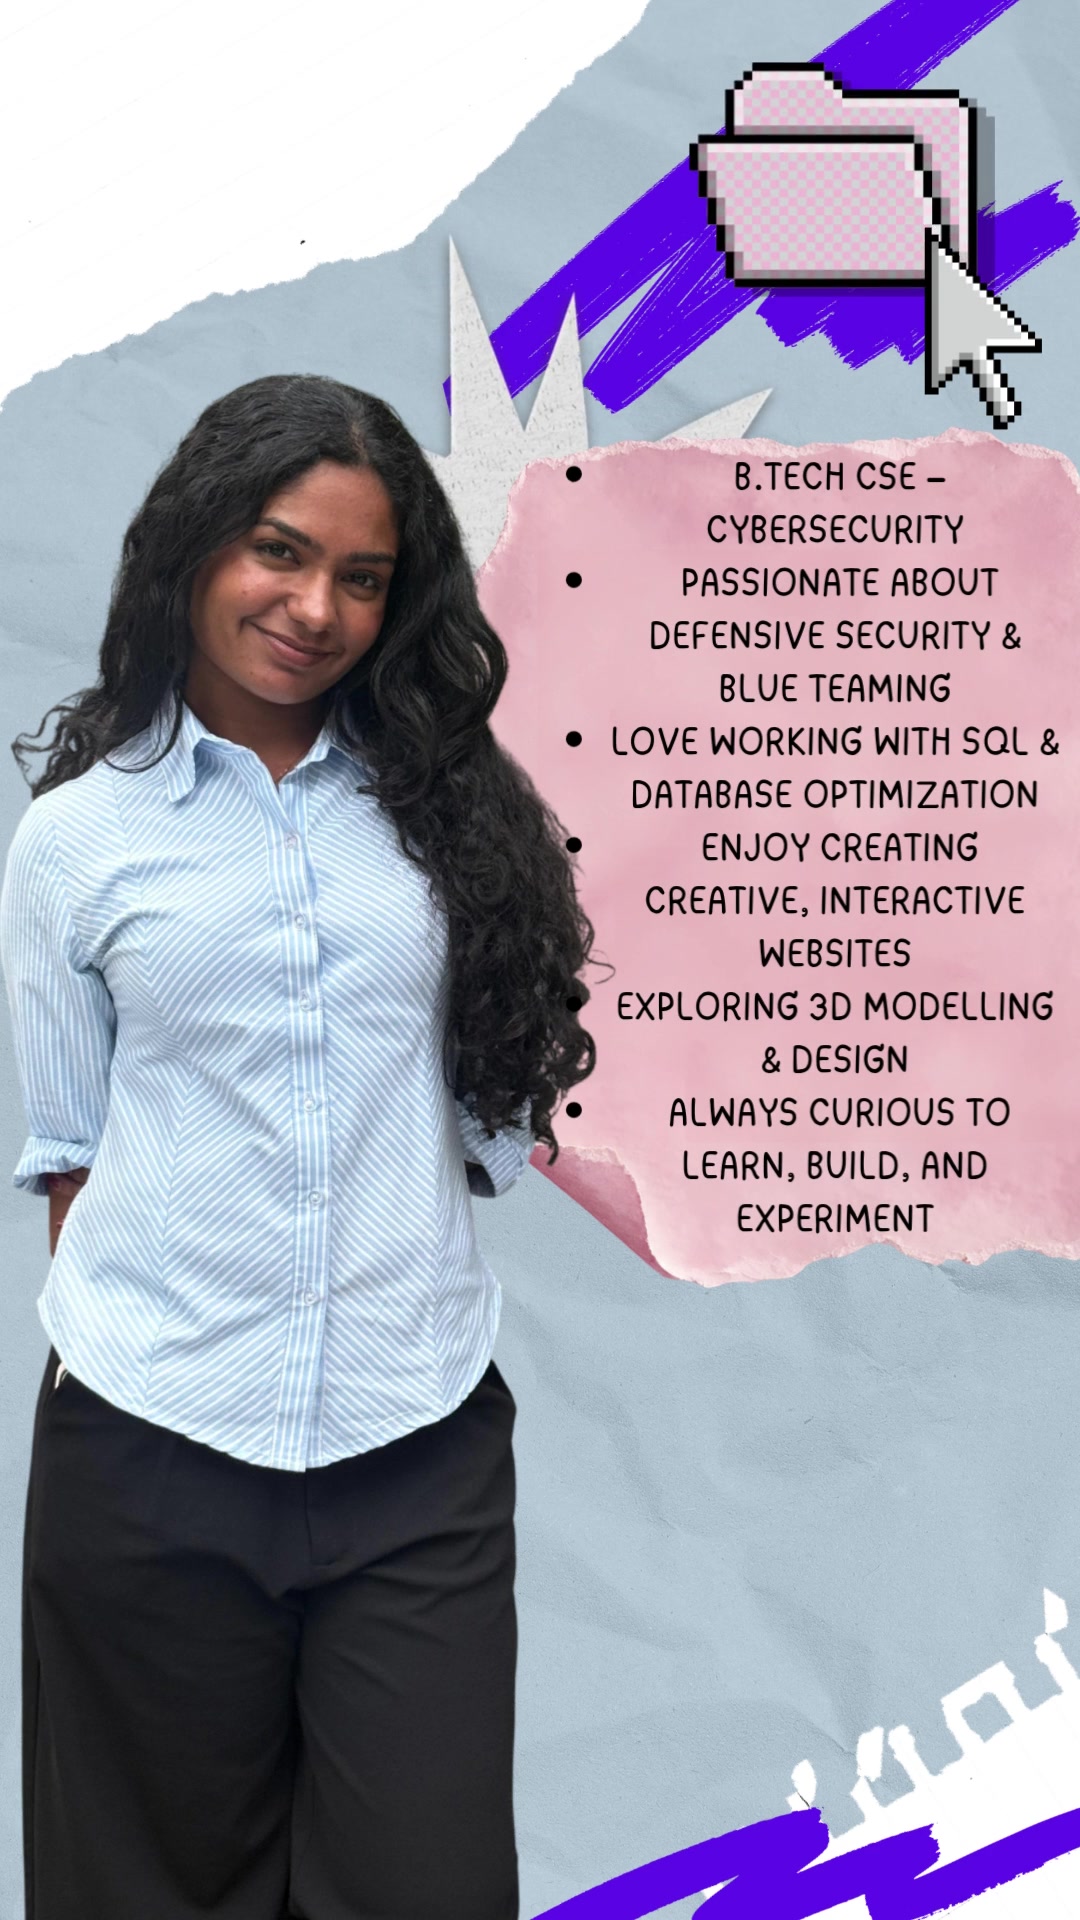 • B.TECH CSE –
CYBERSECURITY
• PASSIONATE ABOUT
DEFENSIVE SECURITY &
BLUE TEAMING
• LOVE WORKING WITH SQL &
DATABASE OPTIMIZATION
• ENJOY CREATING
CREATIVE, INTERACTIVE
WEBSITES
• EXPLORING 3D MODELLING
& DESIGN
• ALWAYS CURIOUS TO
LEARN, BUILD, AND
EXPERIMENT